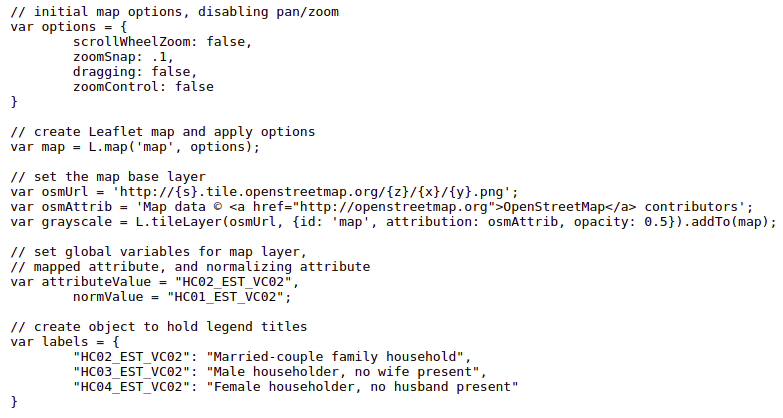 // initial map options, disabling pan/zoom
var options = {
        scrollWheelZoom: false,
        zoomSnap: .1,
        dragging: false,
        zoomControl: false
}

// create Leaflet map and apply options
var map = L.map('map', options);

// set the map base layer
var osmUrl = 'http://{s}.tile.openstreetmap.org/{z}/{x}/{y}.png';
var osmAttrib = 'Map data © <a href="http://openstreetmap.org">OpenStreetMap</a> contributors';
var grayscale = L.tileLayer(osmUrl, {id: 'map', attribution: osmAttrib, opacity: 0.5}).addTo(map);

// set global variables for map layer,
// mapped attribute, and normalizing attribute
var attributeValue = "HC02_EST_VC02",
        normValue = "HC01_EST_VC02";

// create object to hold legend titles
var labels = {
        "HC02_EST_VC02": "Married-couple family household",
        "HC03_EST_VC02": "Male householder, no wife present",
        "HC04_EST_VC02": "Female householder, no husband present"
}